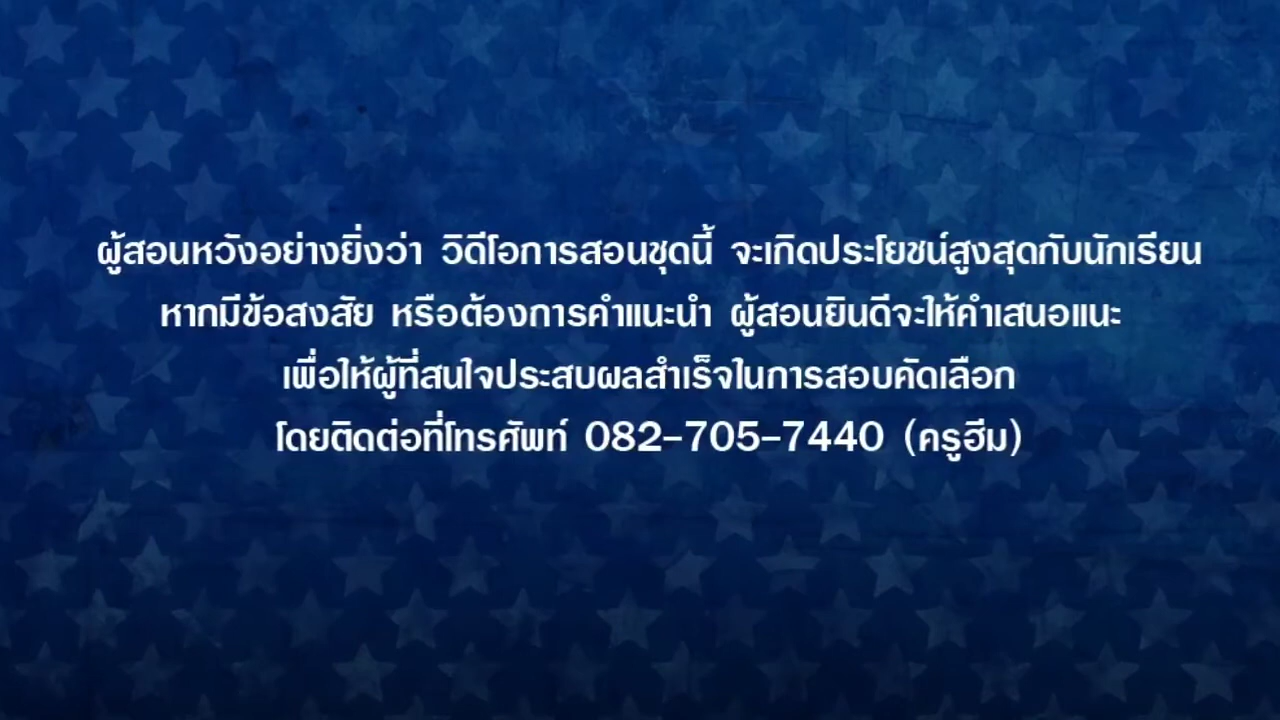 ผู้สอนหวังอย่างยิ่งว่า วิดีโอการสอนชุดนี้ จะเกิดประโยชน์สูงสุดกับนักเรียน
หากมีข้อสงสัย หรือต้องการคำแนะนำ ผู้สอนยินดีจะให้คำเสนอแนะ
เพื่อให้ผู้ที่สนใจประสบผลสำเร็จในการสอบคัดเลือก
โดยติดต่อที่โทรศัพท์ 082-705-7440 (ครูฮีม)